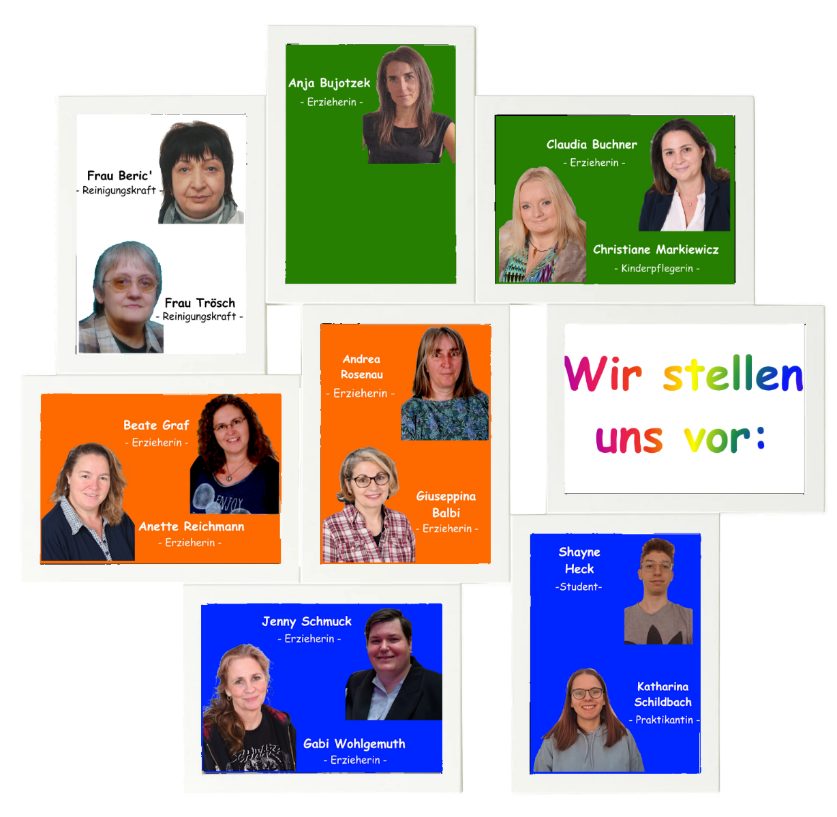 Anja Bujotzek
- Erzieherin -
Frau Beric'
- Reinigungskraft -
Frau Trösch
- Reinigungskraft -
Claudia Buchner
- Erzieherin -
Christiane Markiewicz
- Kinderpflegerin -
Andrea
Rosenau
- Erzieherin -
Giuseppina
Balbi
- Erzieherin -
Wir stellen
uns vor:
Beate Graf
- Erzieherin -
Anette Reichmann
- Erzieherin -
Jenny Schmuck
- Erzieherin -
Gabi Wohlgemuth
- Erzieherin -
Shayne
Heck
-Student-
Katharina
Schildbach
- Praktikantin -
ENJOY